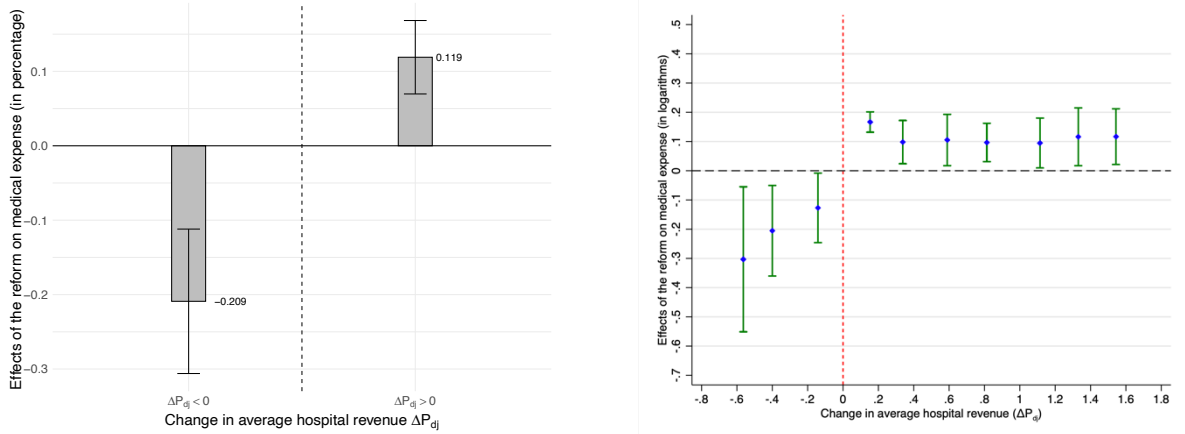 Effects of the reform on medical expense (in percentage)
0.1
0.0
−0.1
−0.2
−0.3
0.119
−0.209
ΔPdj < 0
ΔPdj > 0
Change in average hospital revenue ΔPdj
Effects of the reform on medical expense (in logarithms)
.5
.4
.3
.2
.1
0
-.1
-.2
-.3
-.4
-.5
-.6
-.7
-.8 -.6 -.4 -.2 0 .2 .4 .6 .8 1 1.2 1.4 1.6 1.8
Change in average hospital revenue (ΔPdj)